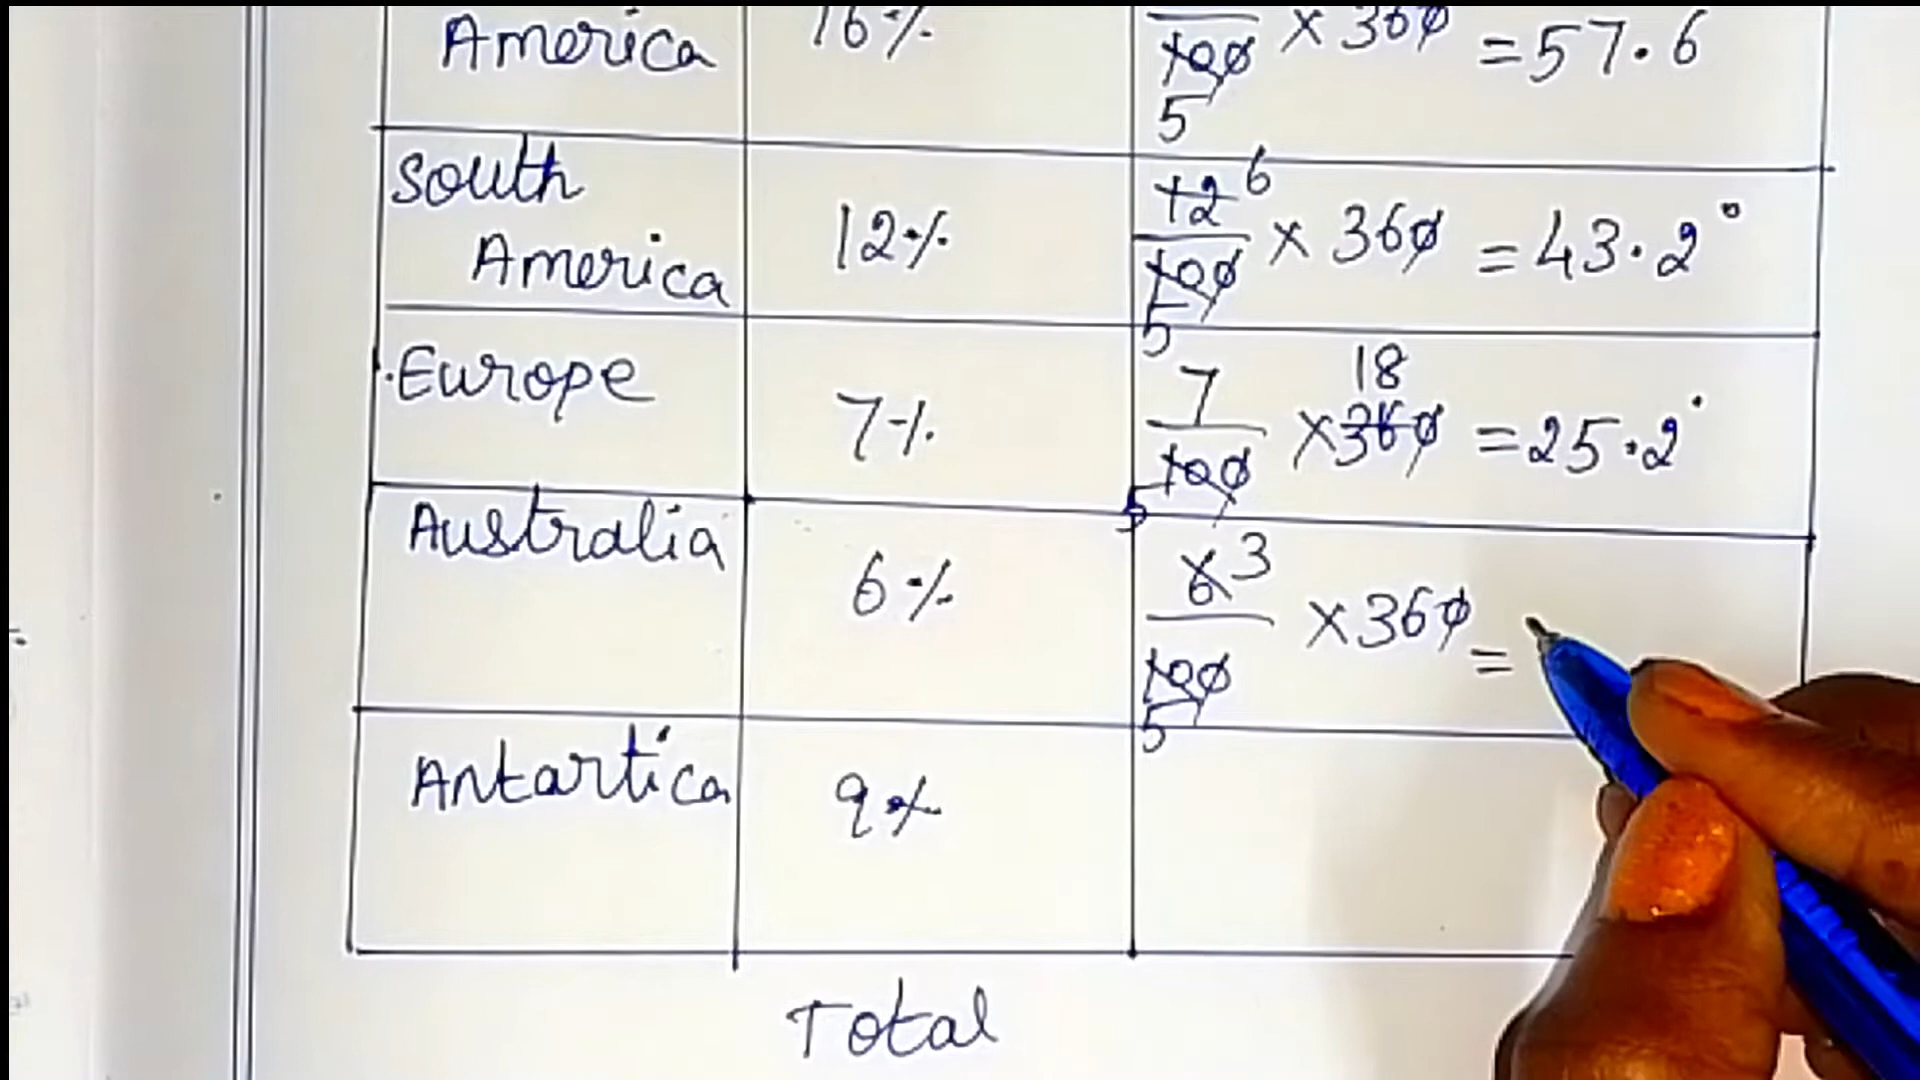 America 16% /100 × 360 = 57.6
5
South America 12% 12/100 × 360 = 43.2°
6
5
Europe 7% 7/100 × 360 = 25.2°
18
5
Australia 6% 6/100 × 360 =
3
5
Antartica 9%
Total